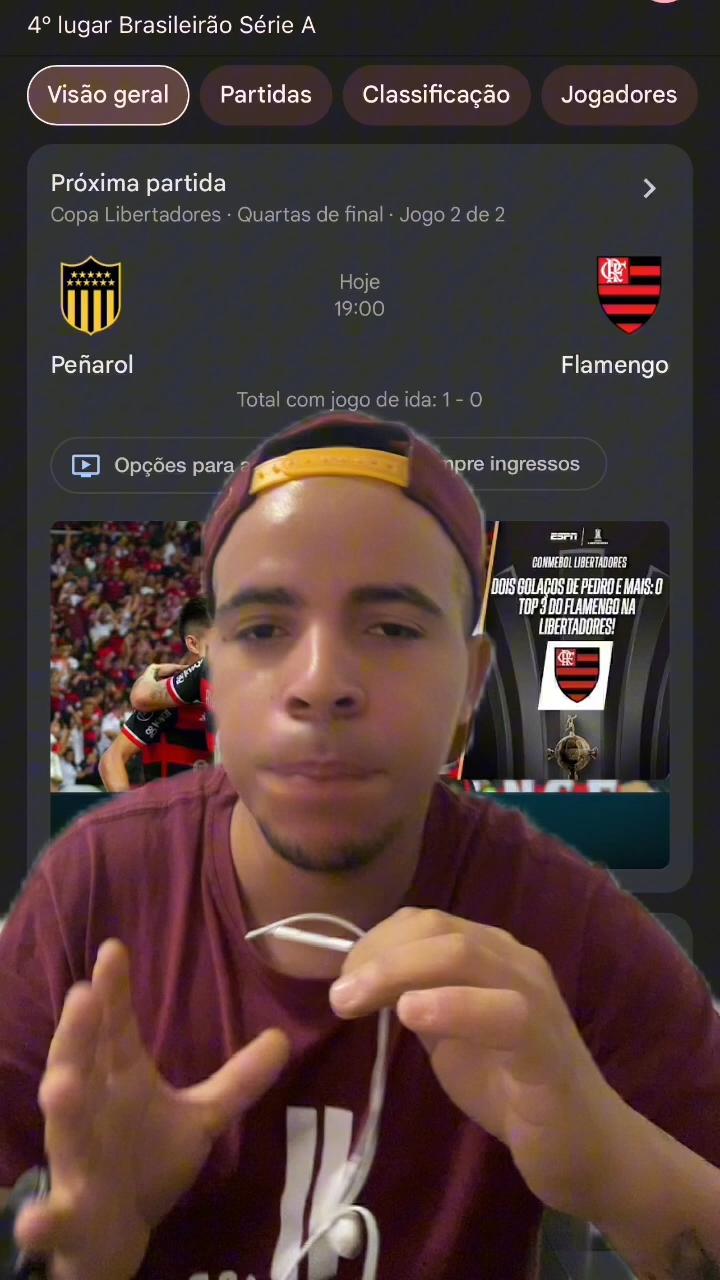 4º lugar Brasileirão Série A
Visão geral
Partidas
Classificação
Jogadores
Próxima partida
Copa Libertadores · Quartas de final · Jogo 2 de 2
Hoje
19:00
Peñarol
Flamengo
Total com jogo de ida: 1 - 0
Opções para
ingressos
ESPN
CONMEBOL LIBERTADORES
DOIS GOLAÇOS DE PEDRO E MAIS: O
TOP 3 DO FLAMENGO NA
LIBERTADORES!